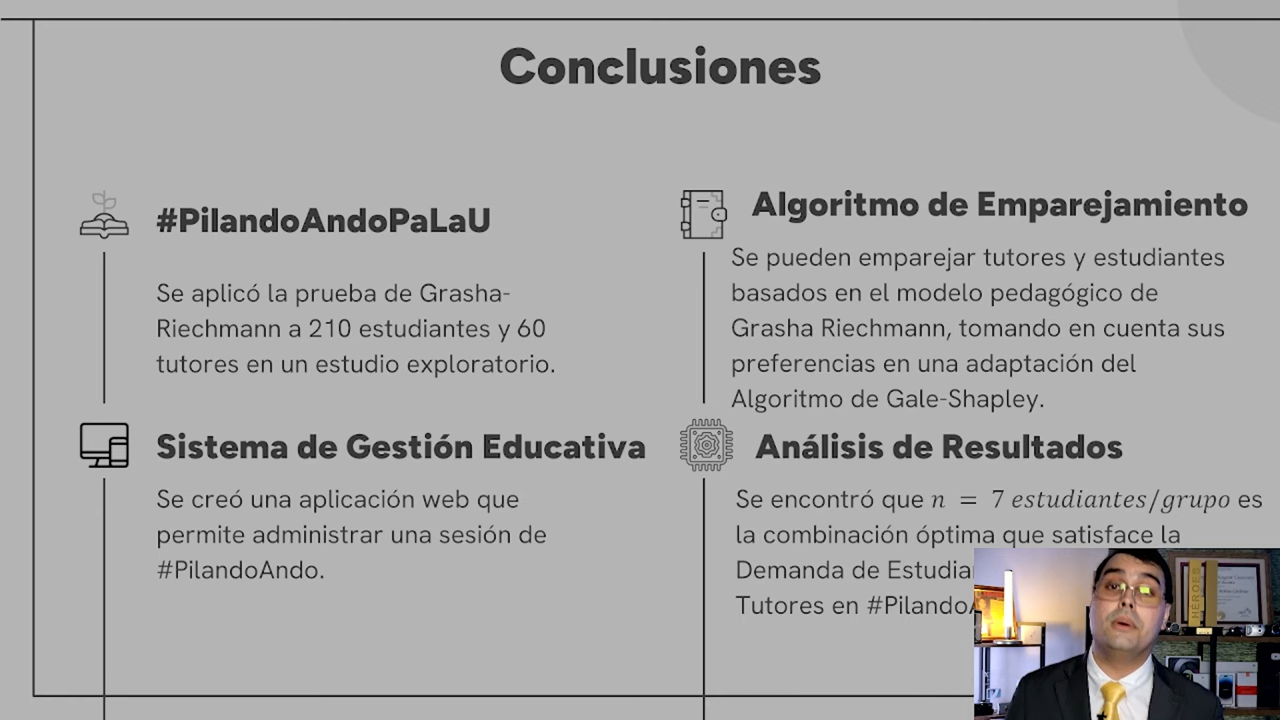 Conclusiones
#PilandoAndoPaLaU
Se aplicó la prueba de Grasha-
Riechmann a 210 estudiantes y 60
tutores en un estudio exploratorio.
Algoritmo de Emparejamiento
Se pueden emparejar tutores y estudiantes
basados en el modelo pedagógico de
Grasha Riechmann, tomando en cuenta sus
preferencias en una adaptación del
Algoritmo de Gale-Shapley.
Sistema de Gestión Educativa
Se creó una aplicación web que
permite administrar una sesión de
#PilandoAndo.
Análisis de Resultados
Se encontró que n = 7 estudiantes/grupo es
la combinación óptima que satisface la
Demanda de
Tutores en
HEROES